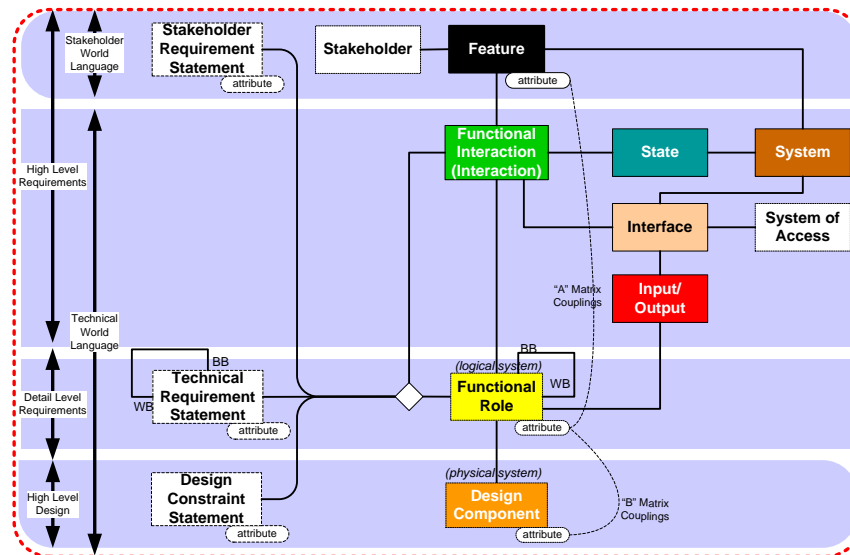 Stakeholder
World
Language
Stakeholder
Requirement
Statement
attribute
Stakeholder
Feature
attribute
High Level
Requirements
Functional
Interaction
(Interaction)
State
System
Interface
System of
Access
"A" Matrix
Couplings
Input/
Output
Technical
World
Language
BB
WB
Technical
Requirement
Statement
attribute
(logical system)
BB
Functional
Role
WB
attribute
Detail Level
Requirements
High Level
Design
Design
Constraint
Statement
attribute
(physical system)
Design
Component
attribute
"B" Matrix
Couplings